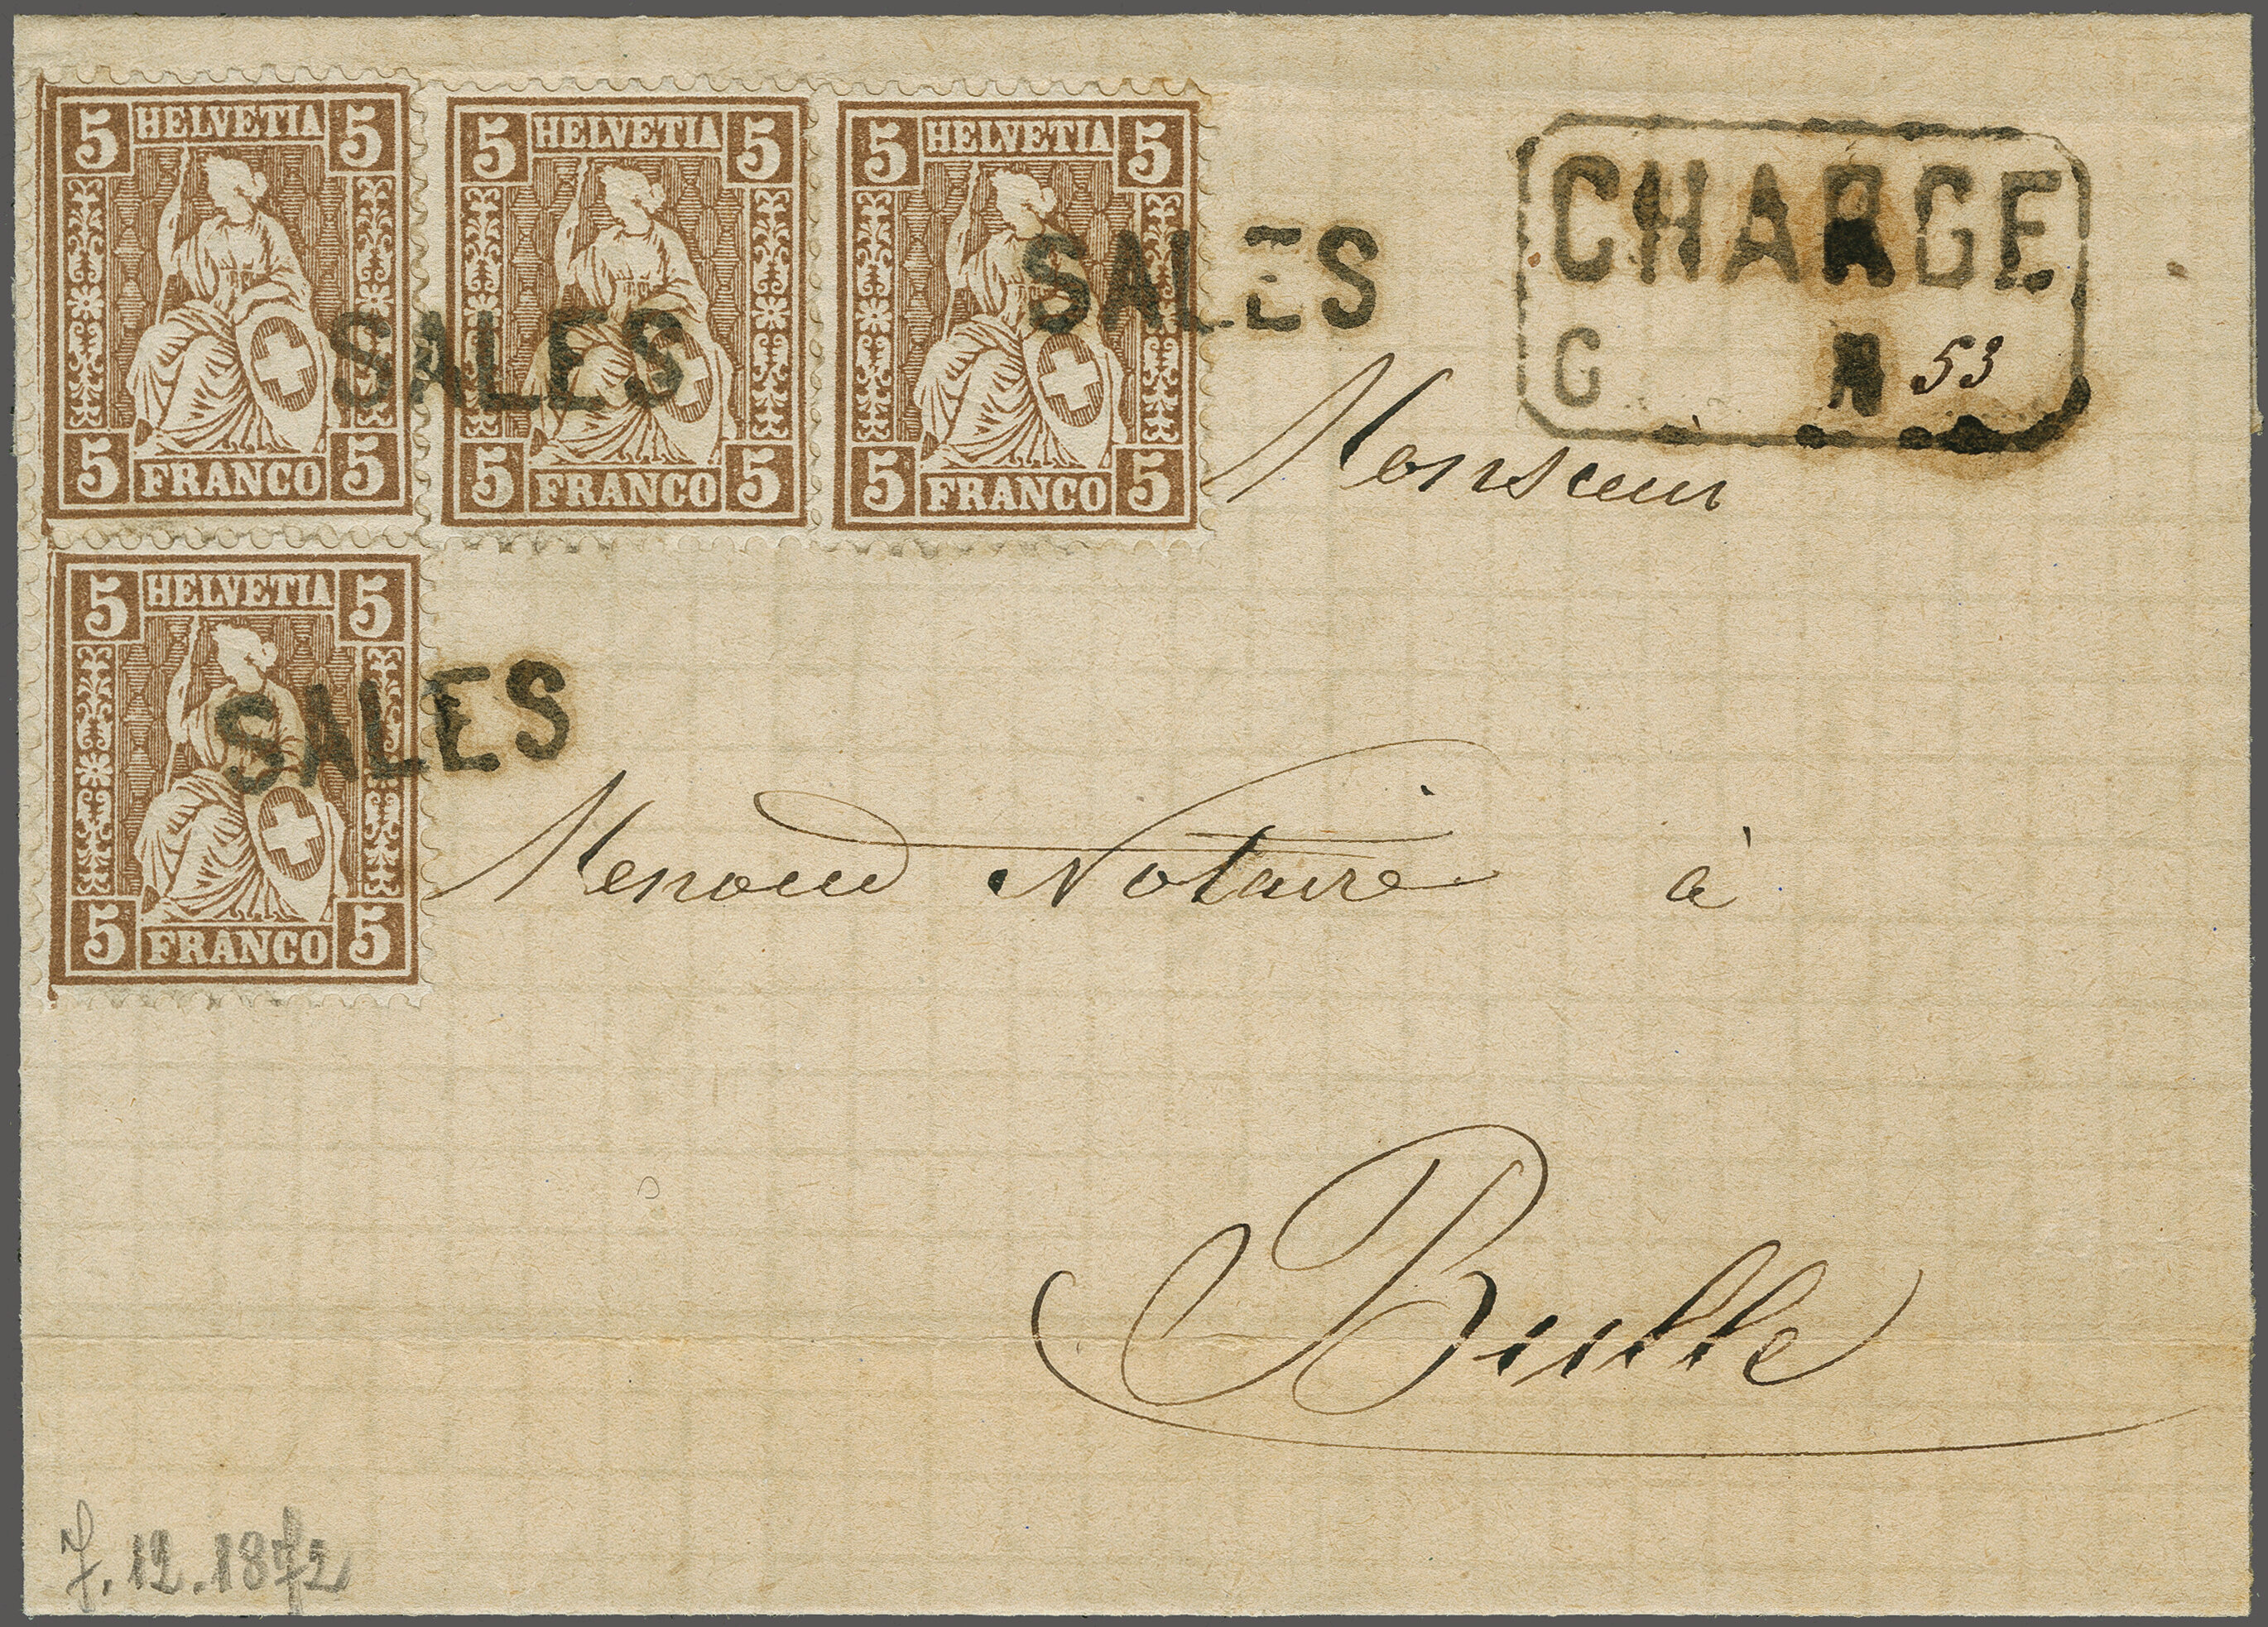 5 HELVETIA 5
5 FRANCO 5
5 HELVETIA 5
5 FRANCO 5
5 HELVETIA 5
5 FRANCO 5
SALES
SALES
CHARGE
G N 53
Monsieur
5 HELVETIA 5
5 FRANCO 5
SALES
Menoud Notaire à
Bulle
7.12.1872